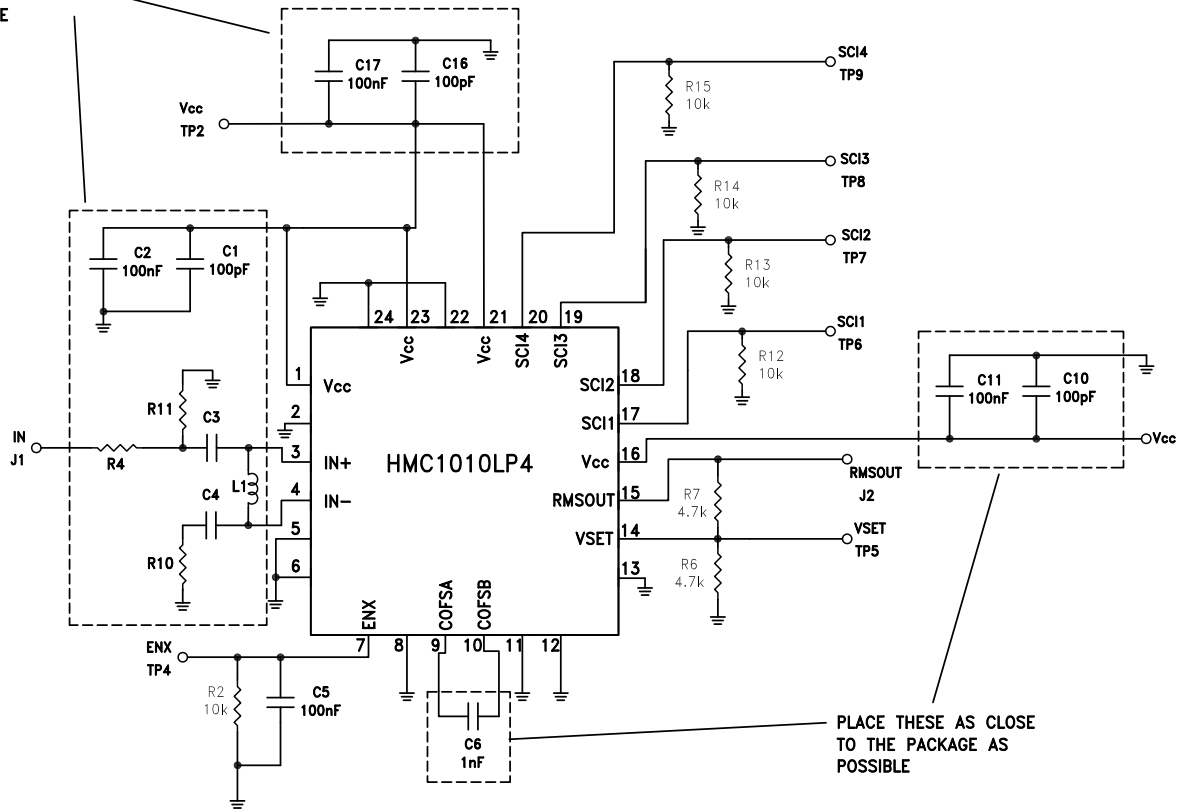 E
C17
100nF
C16
100pF
Vcc
TP2
SCI4
TP9
R15
10k
SCI3
TP8
R14
10k
SCI2
TP7
R13
10k
SCI1
TP6
R12
10k
C2
100nF
C1
100pF
24
23
22
21
20
19
Vcc
Vcc
SCI4
SCI3
1
Vcc
2
3
IN+
4
IN-
5
6
R11
C3
IN
J1
R4
L1
C4
R10
HMC1010LP4
SCI2
18
SCI1
17
Vcc
16
RMSOUT
15
VSET
14
13
C11
100nF
C10
100pF
Vcc
RMSOUT
J2
R7
4.7k
VSET
TP5
R6
4.7k
ENX
COFSA
COFSB
7
8
9
10
11
12
ENX
TP4
R2
10k
C5
100nF
C6
1nF
PLACE THESE AS CLOSE
TO THE PACKAGE AS
POSSIBLE